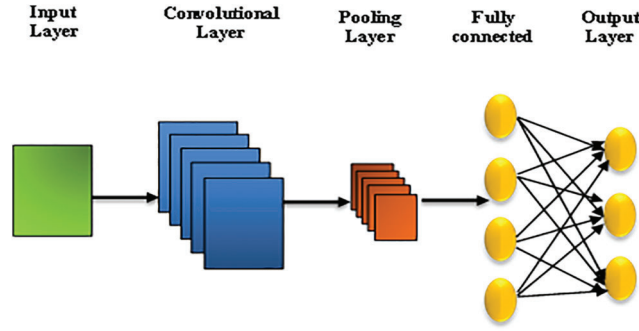 Input
Layer
Convolutional
Layer
Pooling
Layer
Fully
connected
Output
Layer